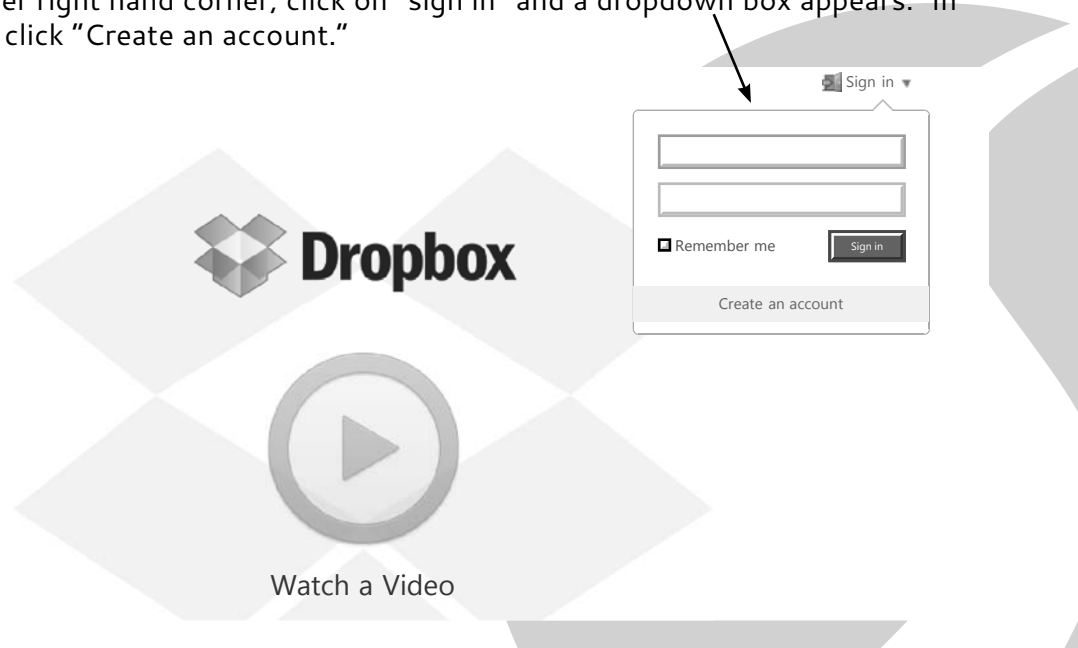 er right hand corner, click on “sign in” and a dropdown box appears. In
click “Create an account.”
Sign in
Remember me
Sign in
Create an account
Dropbox
Watch a Video